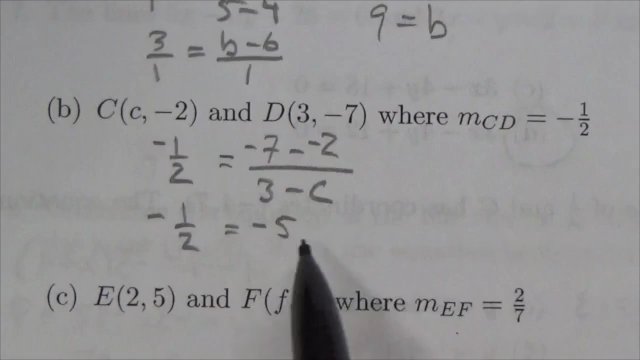 5 - 4
3/1 = b - 6/1
9 = b
(b) C(c, −2) and D(3, −7) where m_CD = −1/2
-1/2 = -7 - -2/3 - c
-1/2 = -5
(c) E(2, 5) and F(f, where m_EF = 2/7